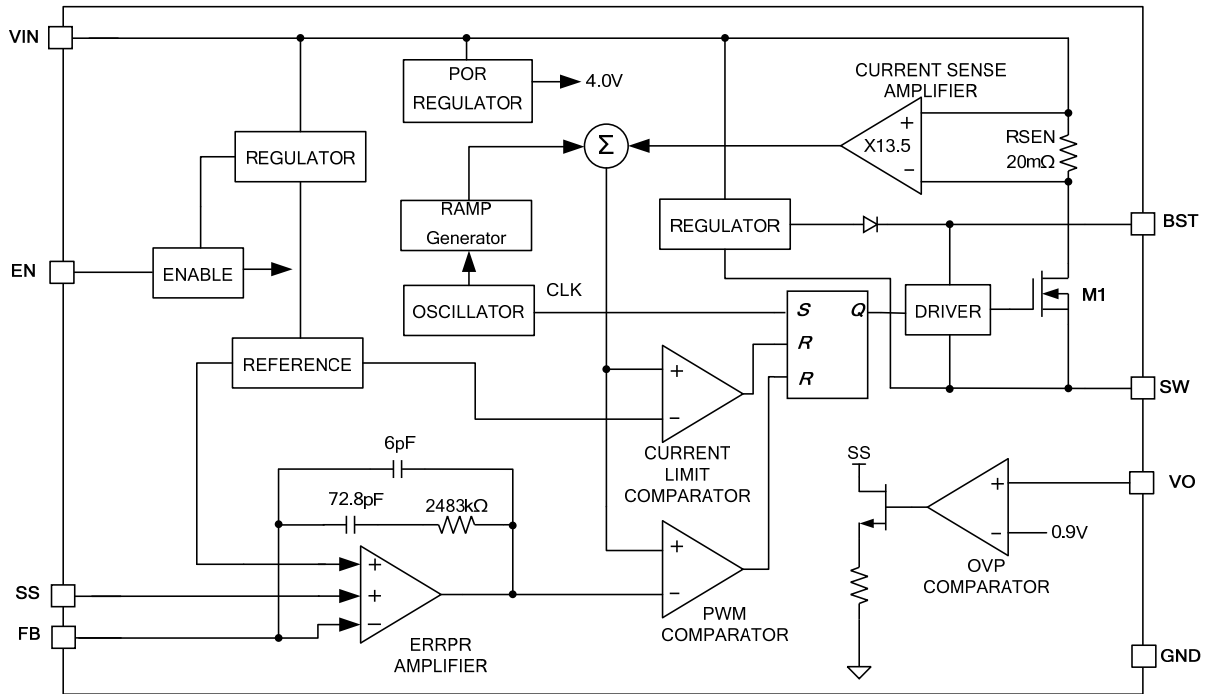 VIN
POR
REGULATOR
4.0V
CURRENT SENSE
AMPLIFIER
+
X13.5
−
RSEN
20mΩ
REGULATOR
Σ
RAMP
Generator
REGULATOR
BST
EN
ENABLE
OSCILLATOR
CLK
S
Q
R
R
DRIVER
M1
REFERENCE
+
−
SW
CURRENT
LIMIT
COMPARATOR
6pF
72.8pF
2483kΩ
SS
VO
+
−
0.9V
OVP
COMPARATOR
+
+
−
SS
FB
ERRPR
AMPLIFIER
+
−
PWM
COMPARATOR
GND